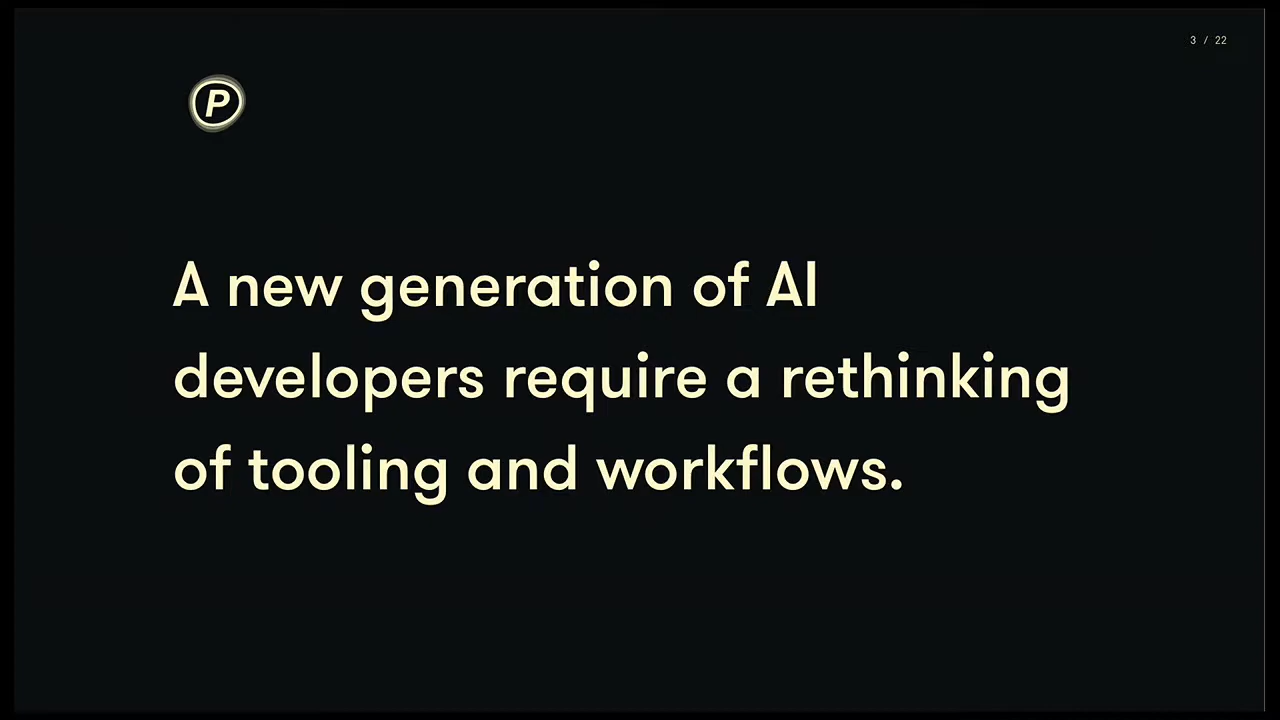 3 / 22
P
A new generation of AI
developers require a rethinking
of tooling and workflows.